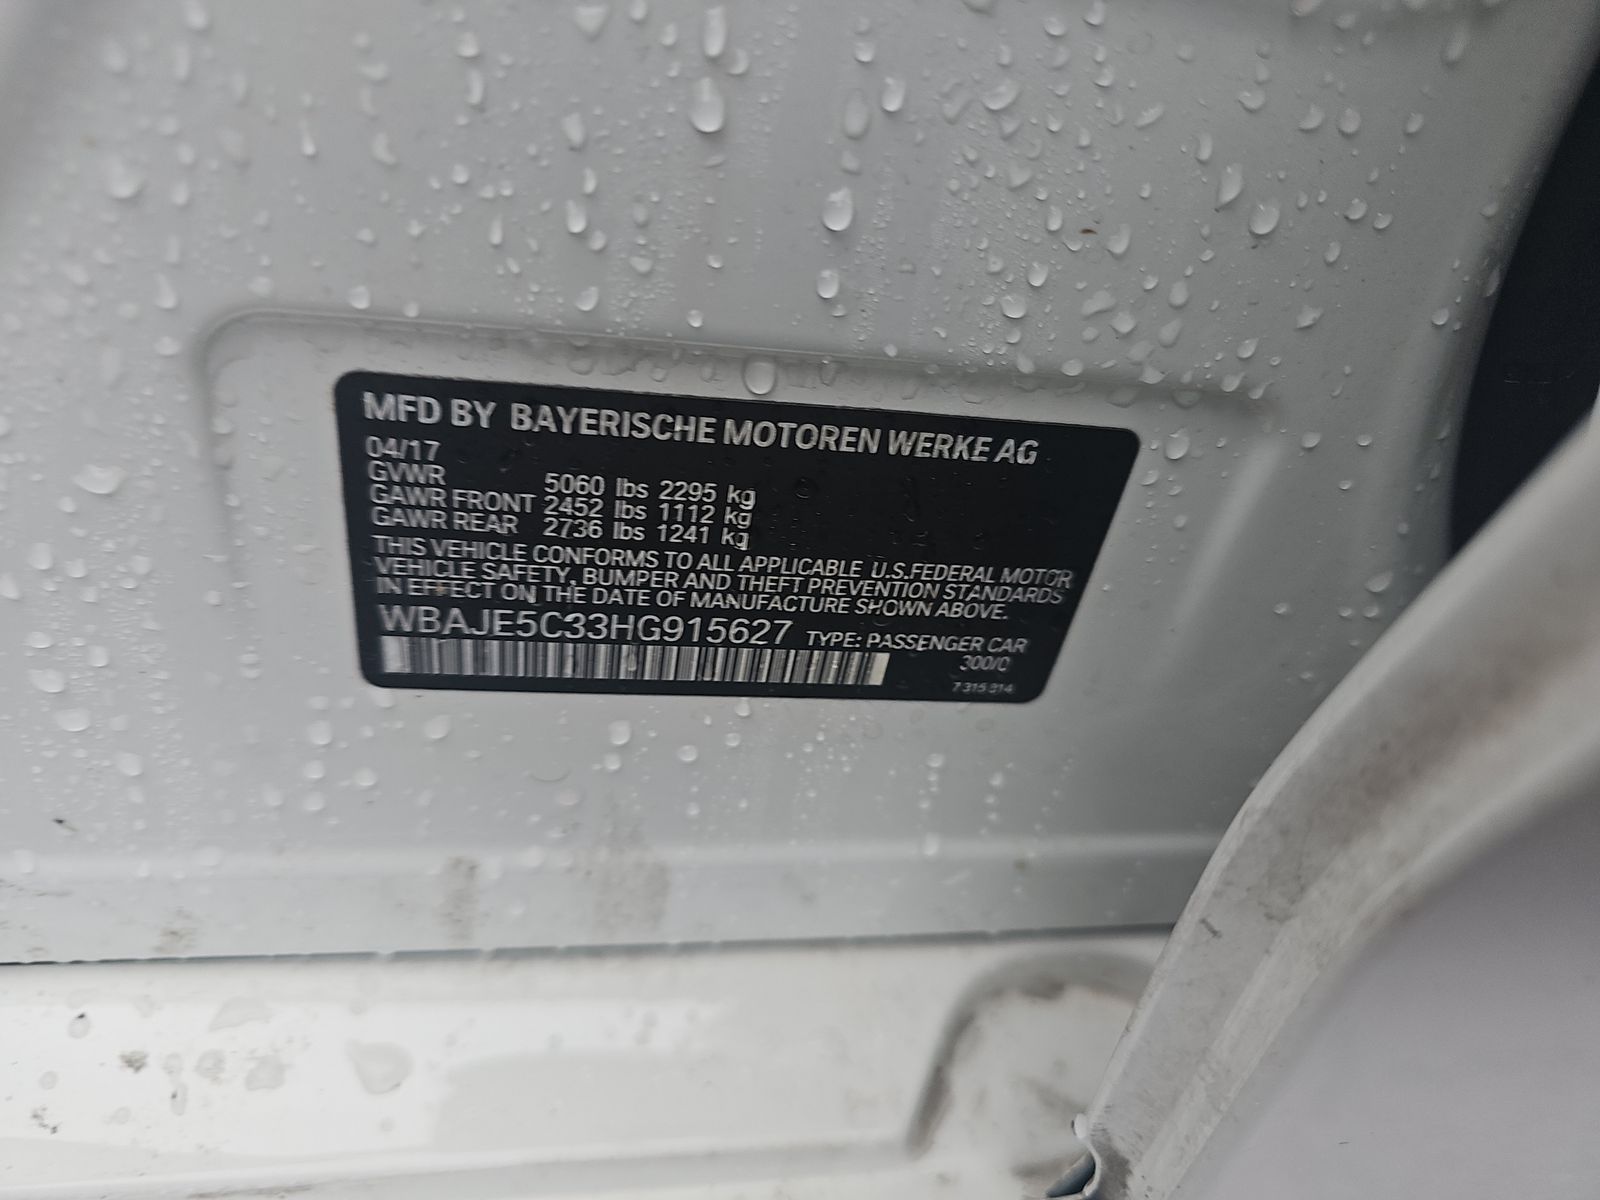 MFD BY BAYERISCHE MOTOREN WERKE AG
04/17
GVWR 5060 lbs 2295 kg
GAWR FRONT 2452 lbs 1112 kg
GAWR REAR 2736 lbs 1241 kg
THIS VEHICLE CONFORMS TO ALL APPLICABLE U.S.FEDERAL MOTOR
VEHICLE SAFETY, BUMPER AND THEFT PREVENTION STANDARDS
IN EFFECT ON THE DATE OF MANUFACTURE SHOWN ABOVE.
WBAJE5C33HG915627 TYPE: PASSENGER CAR
300/0
7 315 314